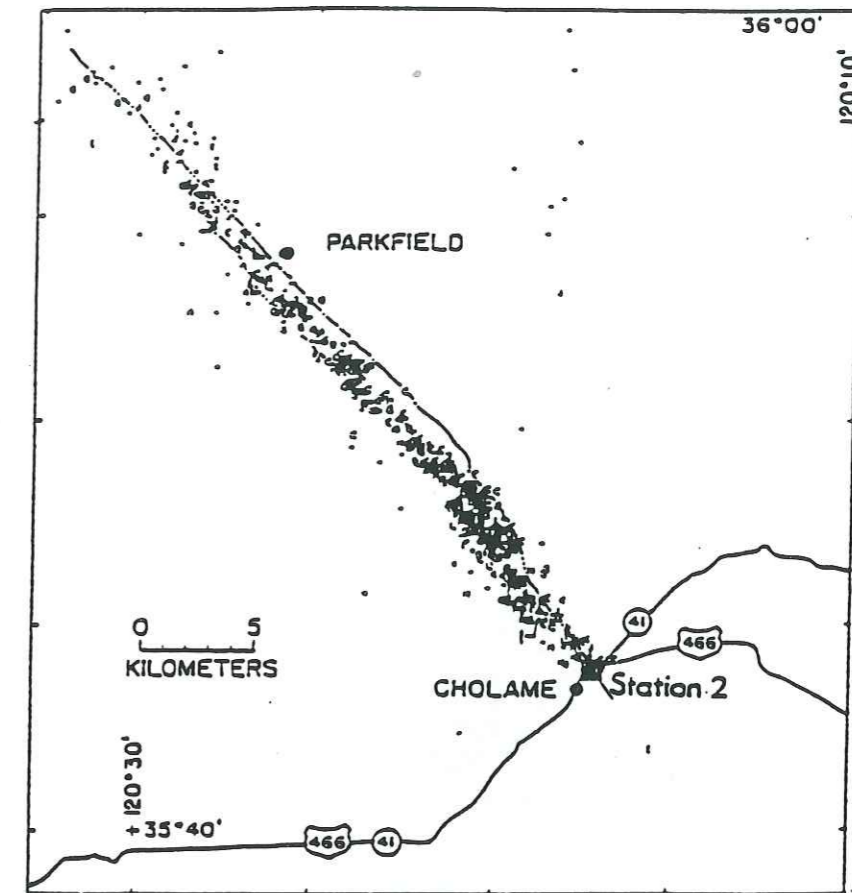 36°00'
120°10'
PARKFIELD
0 5
KILOMETERS
41
466
CHOLAME
Station 2
120°30'
+35°40'
466
41